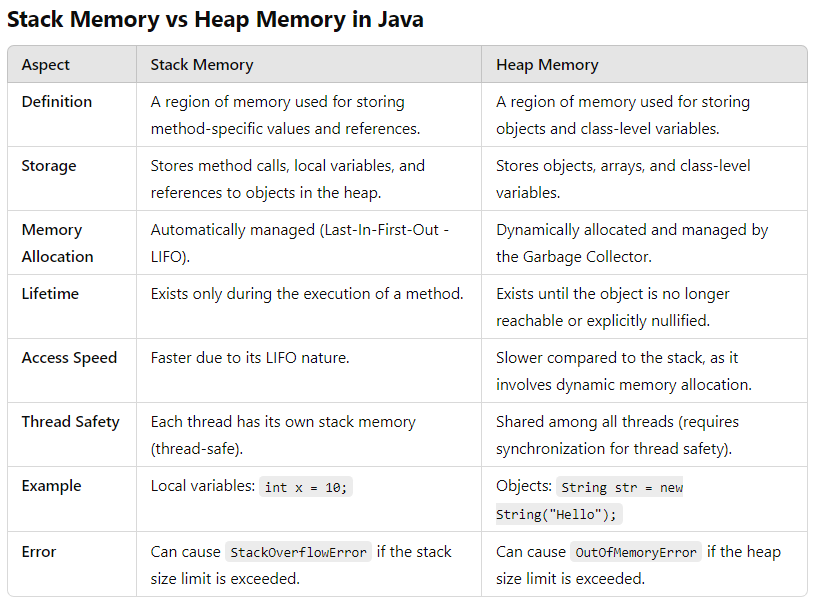 Stack Memory vs Heap Memory in Java
Aspect Stack Memory Heap Memory
Definition A region of memory used for storing A region of memory used for storing
method-specific values and references. objects and class-level variables.
Storage Stores method calls, local variables, and Stores objects, arrays, and class-level
references to objects in the heap. variables.
Memory Automatically managed (Last-In-First-Out - Dynamically allocated and managed by
Allocation LIFO). the Garbage Collector.
Lifetime Exists only during the execution of a method. Exists until the object is no longer
reachable or explicitly nullified.
Access Speed Faster due to its LIFO nature. Slower compared to the stack, as it
involves dynamic memory allocation.
Thread Safety Each thread has its own stack memory Shared among all threads (requires
(thread-safe). synchronization for thread safety).
Example Local variables: int x = 10; Objects: String str = new
String("Hello");
Error Can cause StackOverflowError if the stack Can cause OutOfMemoryError if the heap
size limit is exceeded. size limit is exceeded.